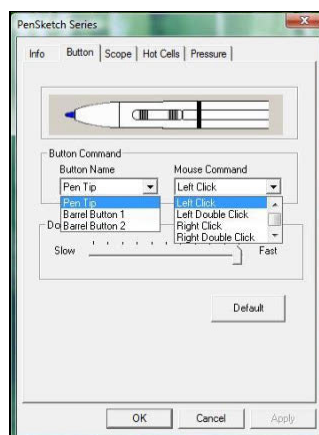 PenSketch Series
Info Button Scope Hot Cells Pressure
Button Command
Button Name Mouse Command
Pen Tip Left Click
Pen Tip Left Click
Barrel Button 1 Left Double Click
Barrel Button 2 Right Click
Right Double Click
Do
Slow Fast
Default
OK Cancel Apply